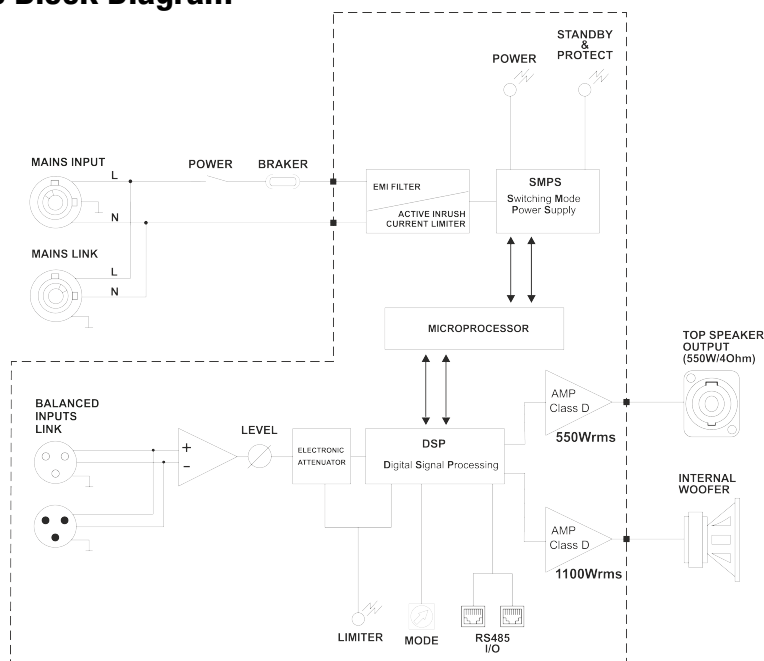 Block Diagram
STANDBY
&
PROTECT
POWER
MAINS INPUT
L
POWER
BRAKER
EMI FILTER
SMPS
Switching Mode
Power Supply
N
ACTIVE INRUSH
CURRENT LIMITER
MAINS LINK
L
N
MICROPROCESSOR
TOP SPEAKER
OUTPUT
(550W/4Ohm)
AMP
Class D
550Wrms
BALANCED
INPUTS
LINK
LEVEL
+
-
ELECTRONIC
ATTENUATOR
DSP
Digital Signal Processing
INTERNAL
WOOFER
AMP
Class D
1100Wrms
LIMITER
MODE
RS485
I/O